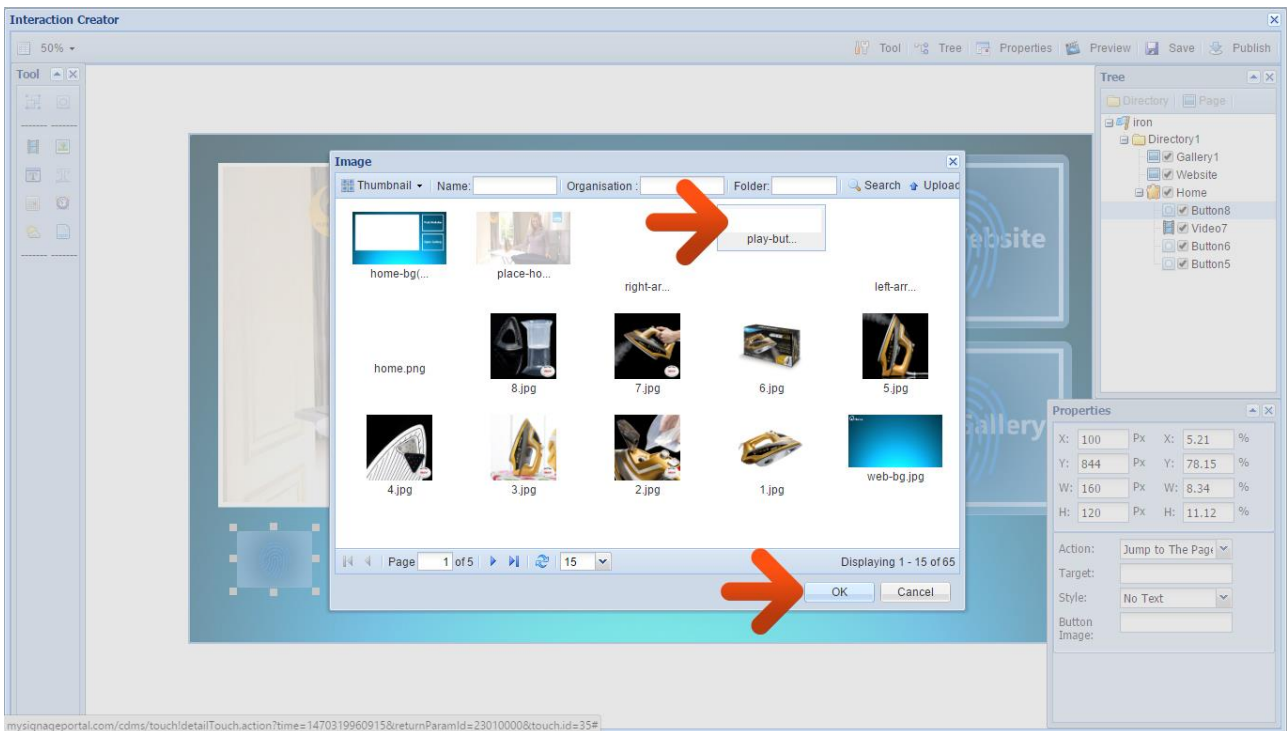 Interaction Creator
50%
Tool Tree Properties Preview Save Publish
Tool
Tree
Directory Page
iron
Directory1
Gallery1
Website
Home
Button8
Video7
Button6
Button5
Image
Thumbnail Name: Organisation : Folder: Search Upload
home-bg(...
place-ho...
right-ar...
play-but...
left-arr...
home.png
8.jpg
7.jpg
6.jpg
5.jpg
4.jpg
3.jpg
2.jpg
1.jpg
web-bg.jpg
Page 1 of 5 15 Displaying 1 - 15 of 65
OK Cancel
ebsite
allery
Properties
X: 100 Px X: 5.21 %
Y: 844 Px Y: 78.15 %
W: 160 Px W: 8.34 %
H: 120 Px H: 11.12 %
Action: Jump to The Page
Target:
Style: No Text
Button
Image:
mysignageportal.com/cdms/touch!detailTouch.action?time=1470319960915&returnParamId=23010000&touch.id=35#